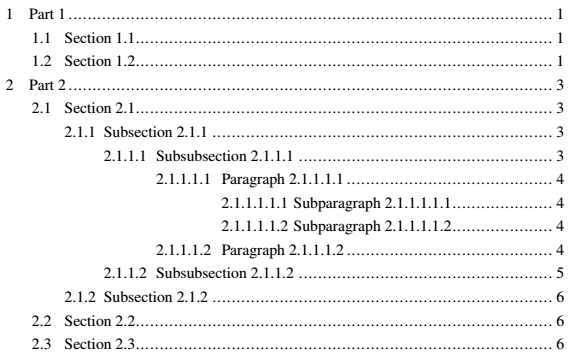 1 Part 1 ........................................................................................................ 1
1.1 Section 1.1........................................................................................ 1
1.2 Section 1.2........................................................................................ 1
2 Part 2 ........................................................................................................ 3
2.1 Section 2.1........................................................................................ 3
2.1.1 Subsection 2.1.1 ........................................................................ 3
2.1.1.1 Subsubsection 2.1.1.1 ...................................................... 3
2.1.1.1.1 Paragraph 2.1.1.1.1 ............................................ 4
2.1.1.1.1.1 Subparagraph 2.1.1.1.1.1........................ 4
2.1.1.1.1.2 Subparagraph 2.1.1.1.1.2........................ 4
2.1.1.1.2 Paragraph 2.1.1.1.2 ............................................ 4
2.1.1.2 Subsubsection 2.1.1.2 ...................................................... 5
2.1.2 Subsection 2.1.2 ........................................................................ 6
2.2 Section 2.2........................................................................................ 6
2.3 Section 2.3........................................................................................ 6